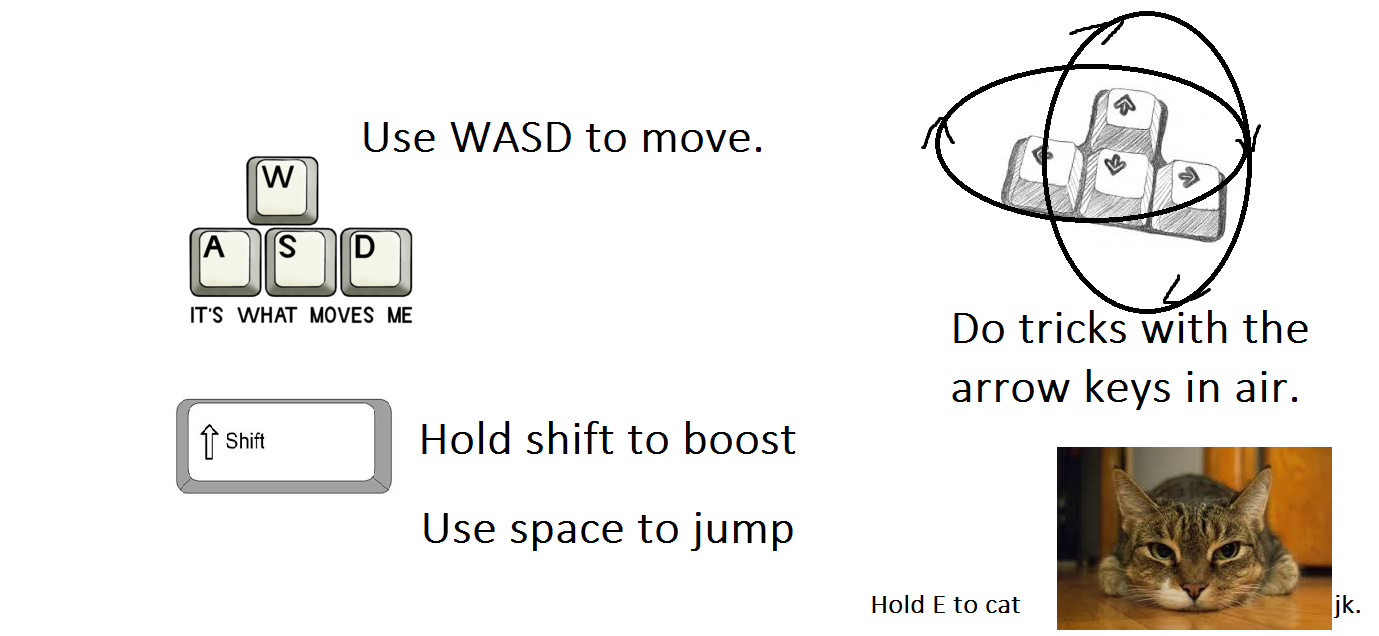 Use WASD to move.
W
A S D
IT'S WHAT MOVES ME
Do tricks with the
arrow keys in air.
Shift
Hold shift to boost
Use space to jump
Hold E to cat
jk.